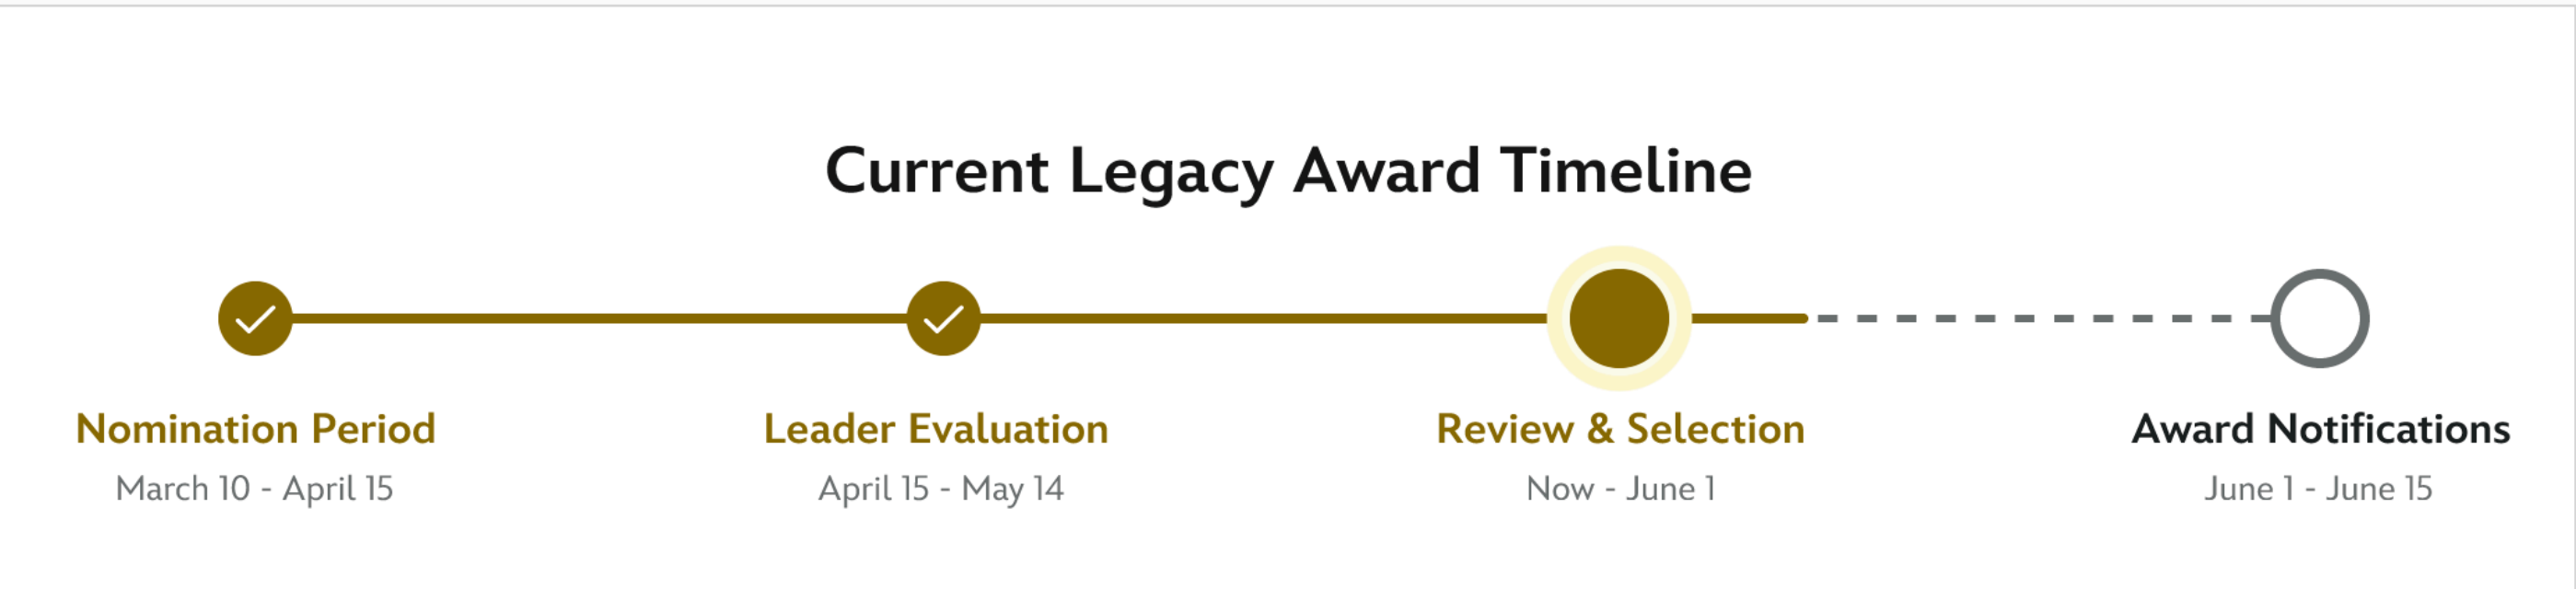 Current Legacy Award Timeline
Nomination Period
March 10 - April 15
Leader Evaluation
April 15 - May 14
Review & Selection
Now - June 1
Award Notifications
June 1 - June 15